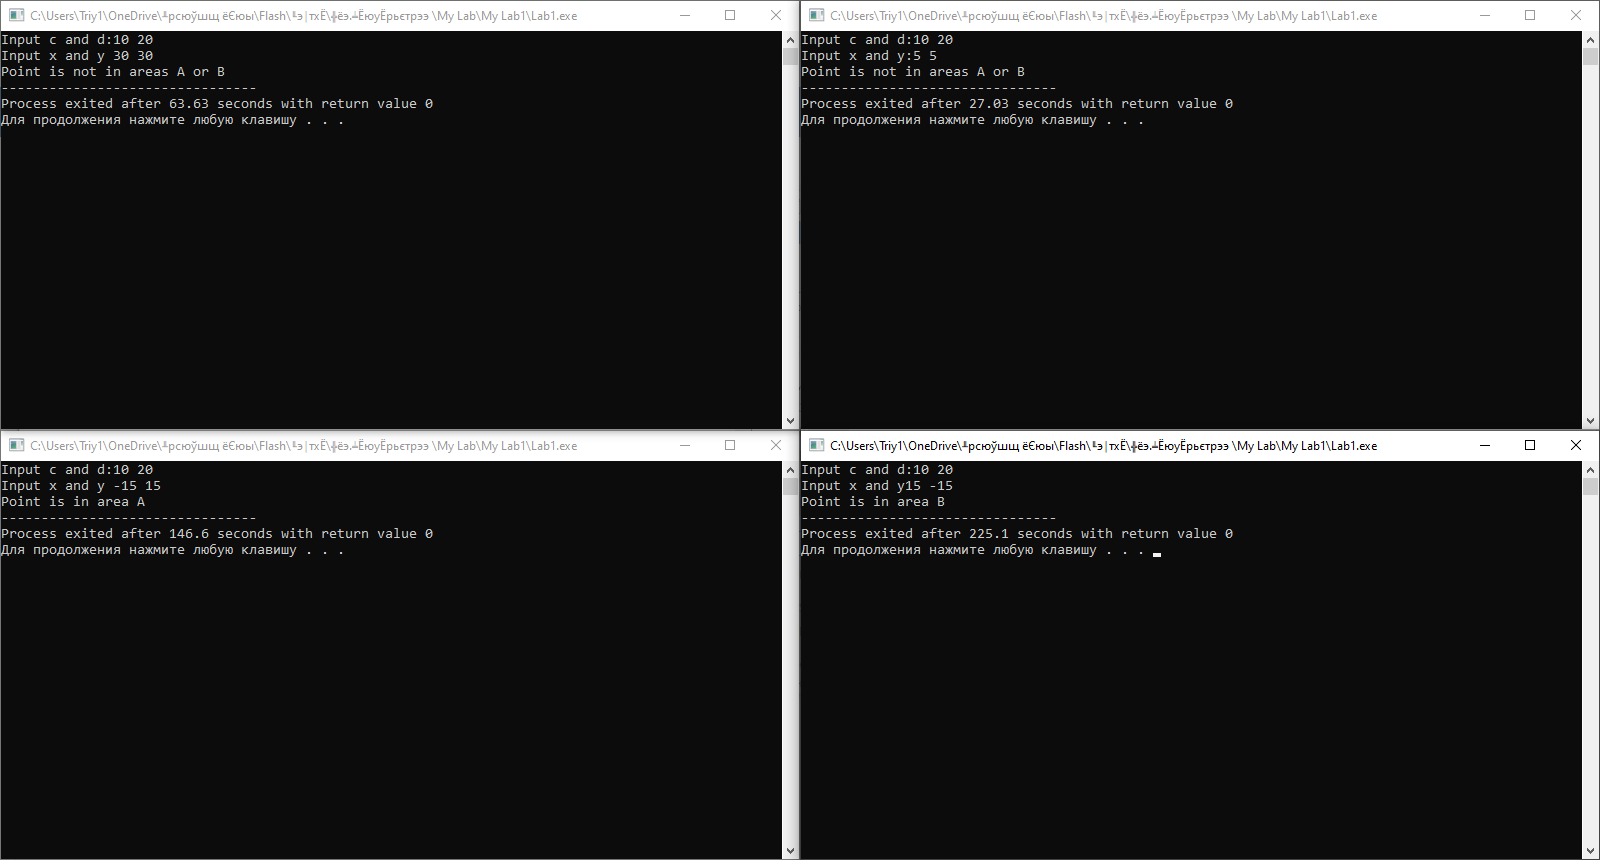 C:\Users\Triy1\OneDrive\╨рсюўшщ ёЄюы\Flash\╙э│тхЁ\╬ёэ.╧ЁюуЁрьєтрээ \My Lab\My Lab1\Lab1.exe
Input c and d:10 20
Input x and y 30 30
Point is not in areas A or B
--------------------------------
Process exited after 63.63 seconds with return value 0
Для продолжения нажмите любую клавишу . . .
C:\Users\Triy1\OneDrive\╨рсюўшщ ёЄюы\Flash\╙э│тхЁ\╬ёэ.╧ЁюуЁрьєтрээ \My Lab\My Lab1\Lab1.exe
Input c and d:10 20
Input x and y:5 5
Point is not in areas A or B
--------------------------------
Process exited after 27.03 seconds with return value 0
Для продолжения нажмите любую клавишу . . .
C:\Users\Triy1\OneDrive\╨рсюўшщ ёЄюы\Flash\╙э│тхЁ\╬ёэ.╧ЁюуЁрьєтрээ \My Lab\My Lab1\Lab1.exe
Input c and d:10 20
Input x and y -15 15
Point is in area A
--------------------------------
Process exited after 146.6 seconds with return value 0
Для продолжения нажмите любую клавишу . . .
C:\Users\Triy1\OneDrive\╨рсюўшщ ёЄюы\Flash\╙э│тхЁ\╬ёэ.╧ЁюуЁрьєтрээ \My Lab\My Lab1\Lab1.exe
Input c and d:10 20
Input x and y15 -15
Point is in area B
--------------------------------
Process exited after 225.1 seconds with return value 0
Для продолжения нажмите любую клавишу . . .